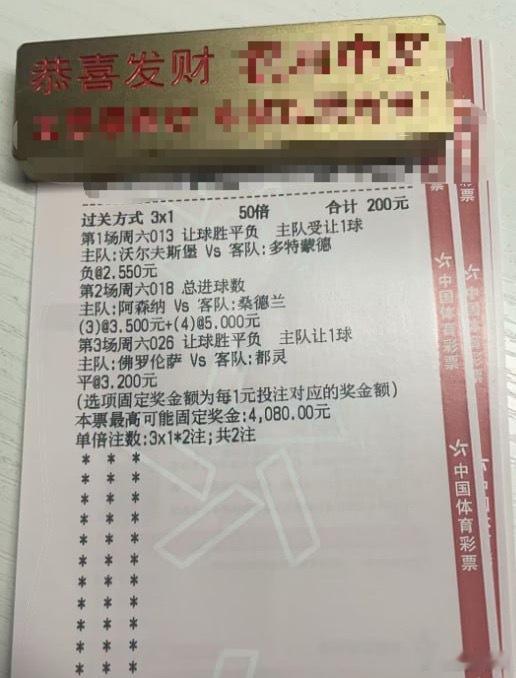 恭喜发财
过关方式 3x1 50倍 合计 200元
第1场周六013 让球胜平负 主队受让1球
主队:沃尔夫斯堡 Vs 客队:多特蒙德
负@2.550元
第2场周六018 总进球数
主队:阿森纳 Vs 客队:桑德兰
(3)@3.500元+(4)@5.000元
第3场周六026 让球胜平负 主队让1球
主队:佛罗伦萨 Vs 客队:都灵
平@3.200元
(选项固定奖金额为每1元投注对应的奖金额)
本票最高可能固定奖金:4,080.00元
单倍注数:3x1*2注;共2注
* * *
* * *
* * *
* * *
* * *
* * *
* * *
* * *
* * *
* * *
* * *
中国体育彩票
中国体育彩票
彩票
彩票